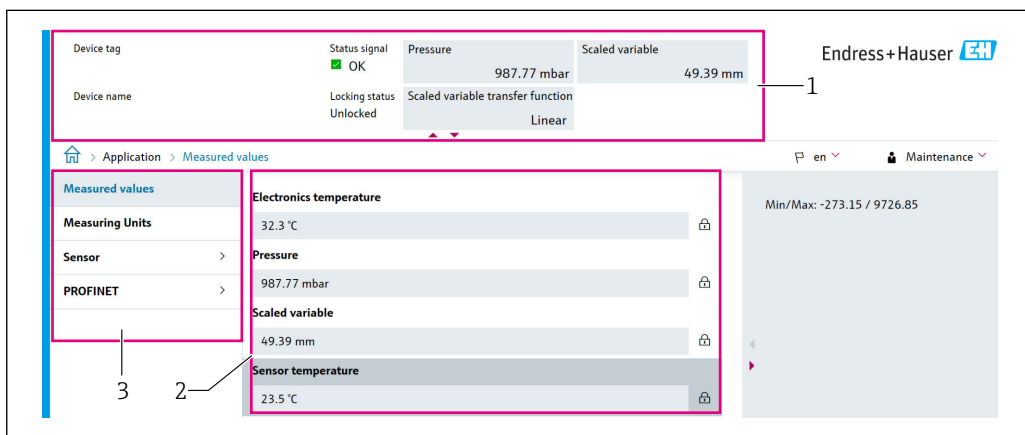 Device tag
Status signal
OK
Pressure
987.77 mbar
Scaled variable
49.39 mm
Endress+Hauser EH
1
Device name
Locking status
Unlocked
Scaled variable transfer function
Linear
> Application > Measured values
en
Maintenance
Measured values
Measuring Units
Sensor >
PROFINET >
3
2
Electronics temperature
32.3 °C
Pressure
987.77 mbar
Scaled variable
49.39 mm
Sensor temperature
23.5 °C
Min/Max: -273.15 / 9726.85